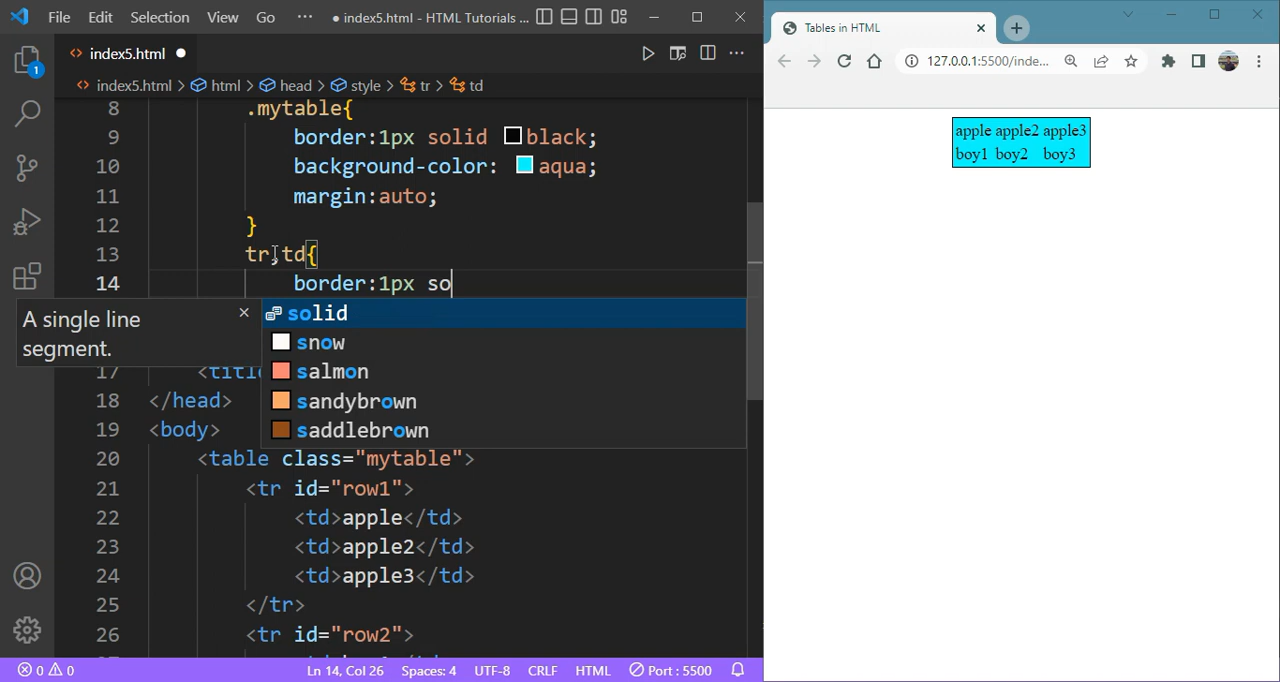 File Edit Selection View Go ··· ● index5.html - HTML Tutorials ...
index5.html ●
index5.html > html > head > style > tr > td
8 .mytable{
9 border:1px solid black;
10 background-color: aqua;
11 margin:auto;
12 }
13 tr,td{
14 border:1px so
A single line
segment.
solid
snow
salmon
sandybrown
saddlebrown
17 <titl
18 </head>
19 <body>
20 <table class="mytable">
21 <tr id="row1">
22 <td>apple</td>
23 <td>apple2</td>
24 <td>apple3</td>
25 </tr>
26 <tr id="row2">
1
0 0 Ln 14, Col 26 Spaces: 4 UTF-8 CRLF HTML Port : 5500
Tables in HTML
127.0.0.1:5500/inde...
apple apple2 apple3
boy1 boy2 boy3